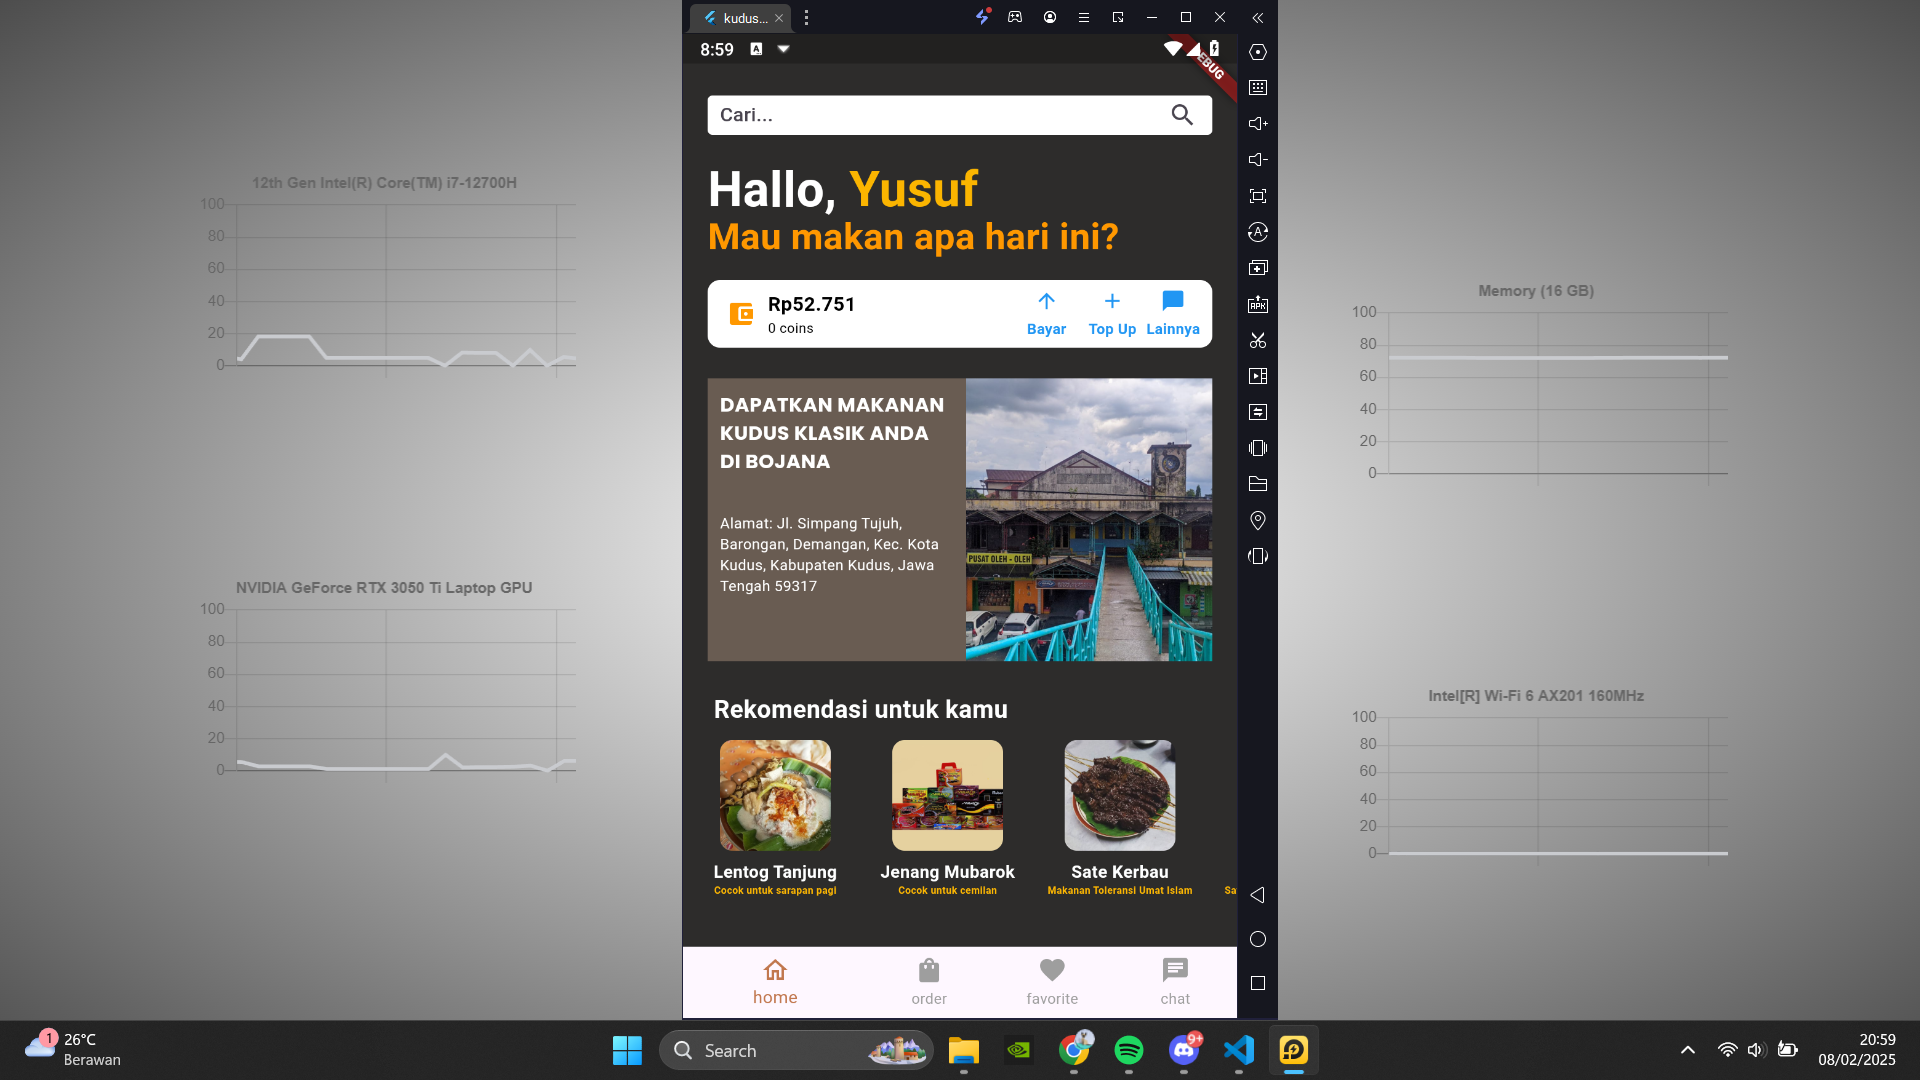 kudus...
8:59
EBUG
Cari...
Hallo, Yusuf
Mau makan apa hari ini?
Rp52.751
0 coins
Bayar
Top Up
Lainnya
DAPATKAN MAKANAN
KUDUS KLASIK ANDA
DI BOJANA
Alamat: Jl. Simpang Tujuh,
Barongan, Demangan, Kec. Kota
Kudus, Kabupaten Kudus, Jawa
Tengah 59317
PUSAT OLEH - OLEH
Rekomendasi untuk kamu
Lentog Tanjung
Cocok untuk sarapan pagi
Jenang Mubarok
Cocok untuk cemilan
Sate Kerbau
Makanan Toleransi Umat Islam
Sa
home
order
favorite
chat
12th Gen Intel(R) Core(TM) i7-12700H
100
80
60
40
20
0
NVIDIA GeForce RTX 3050 Ti Laptop GPU
100
80
60
40
20
0
Memory (16 GB)
100
80
60
40
20
0
Intel[R] Wi-Fi 6 AX201 160MHz
100
80
60
40
20
0
A
APK
1
26°C
Berawan
Search
9+
20:59
08/02/2025